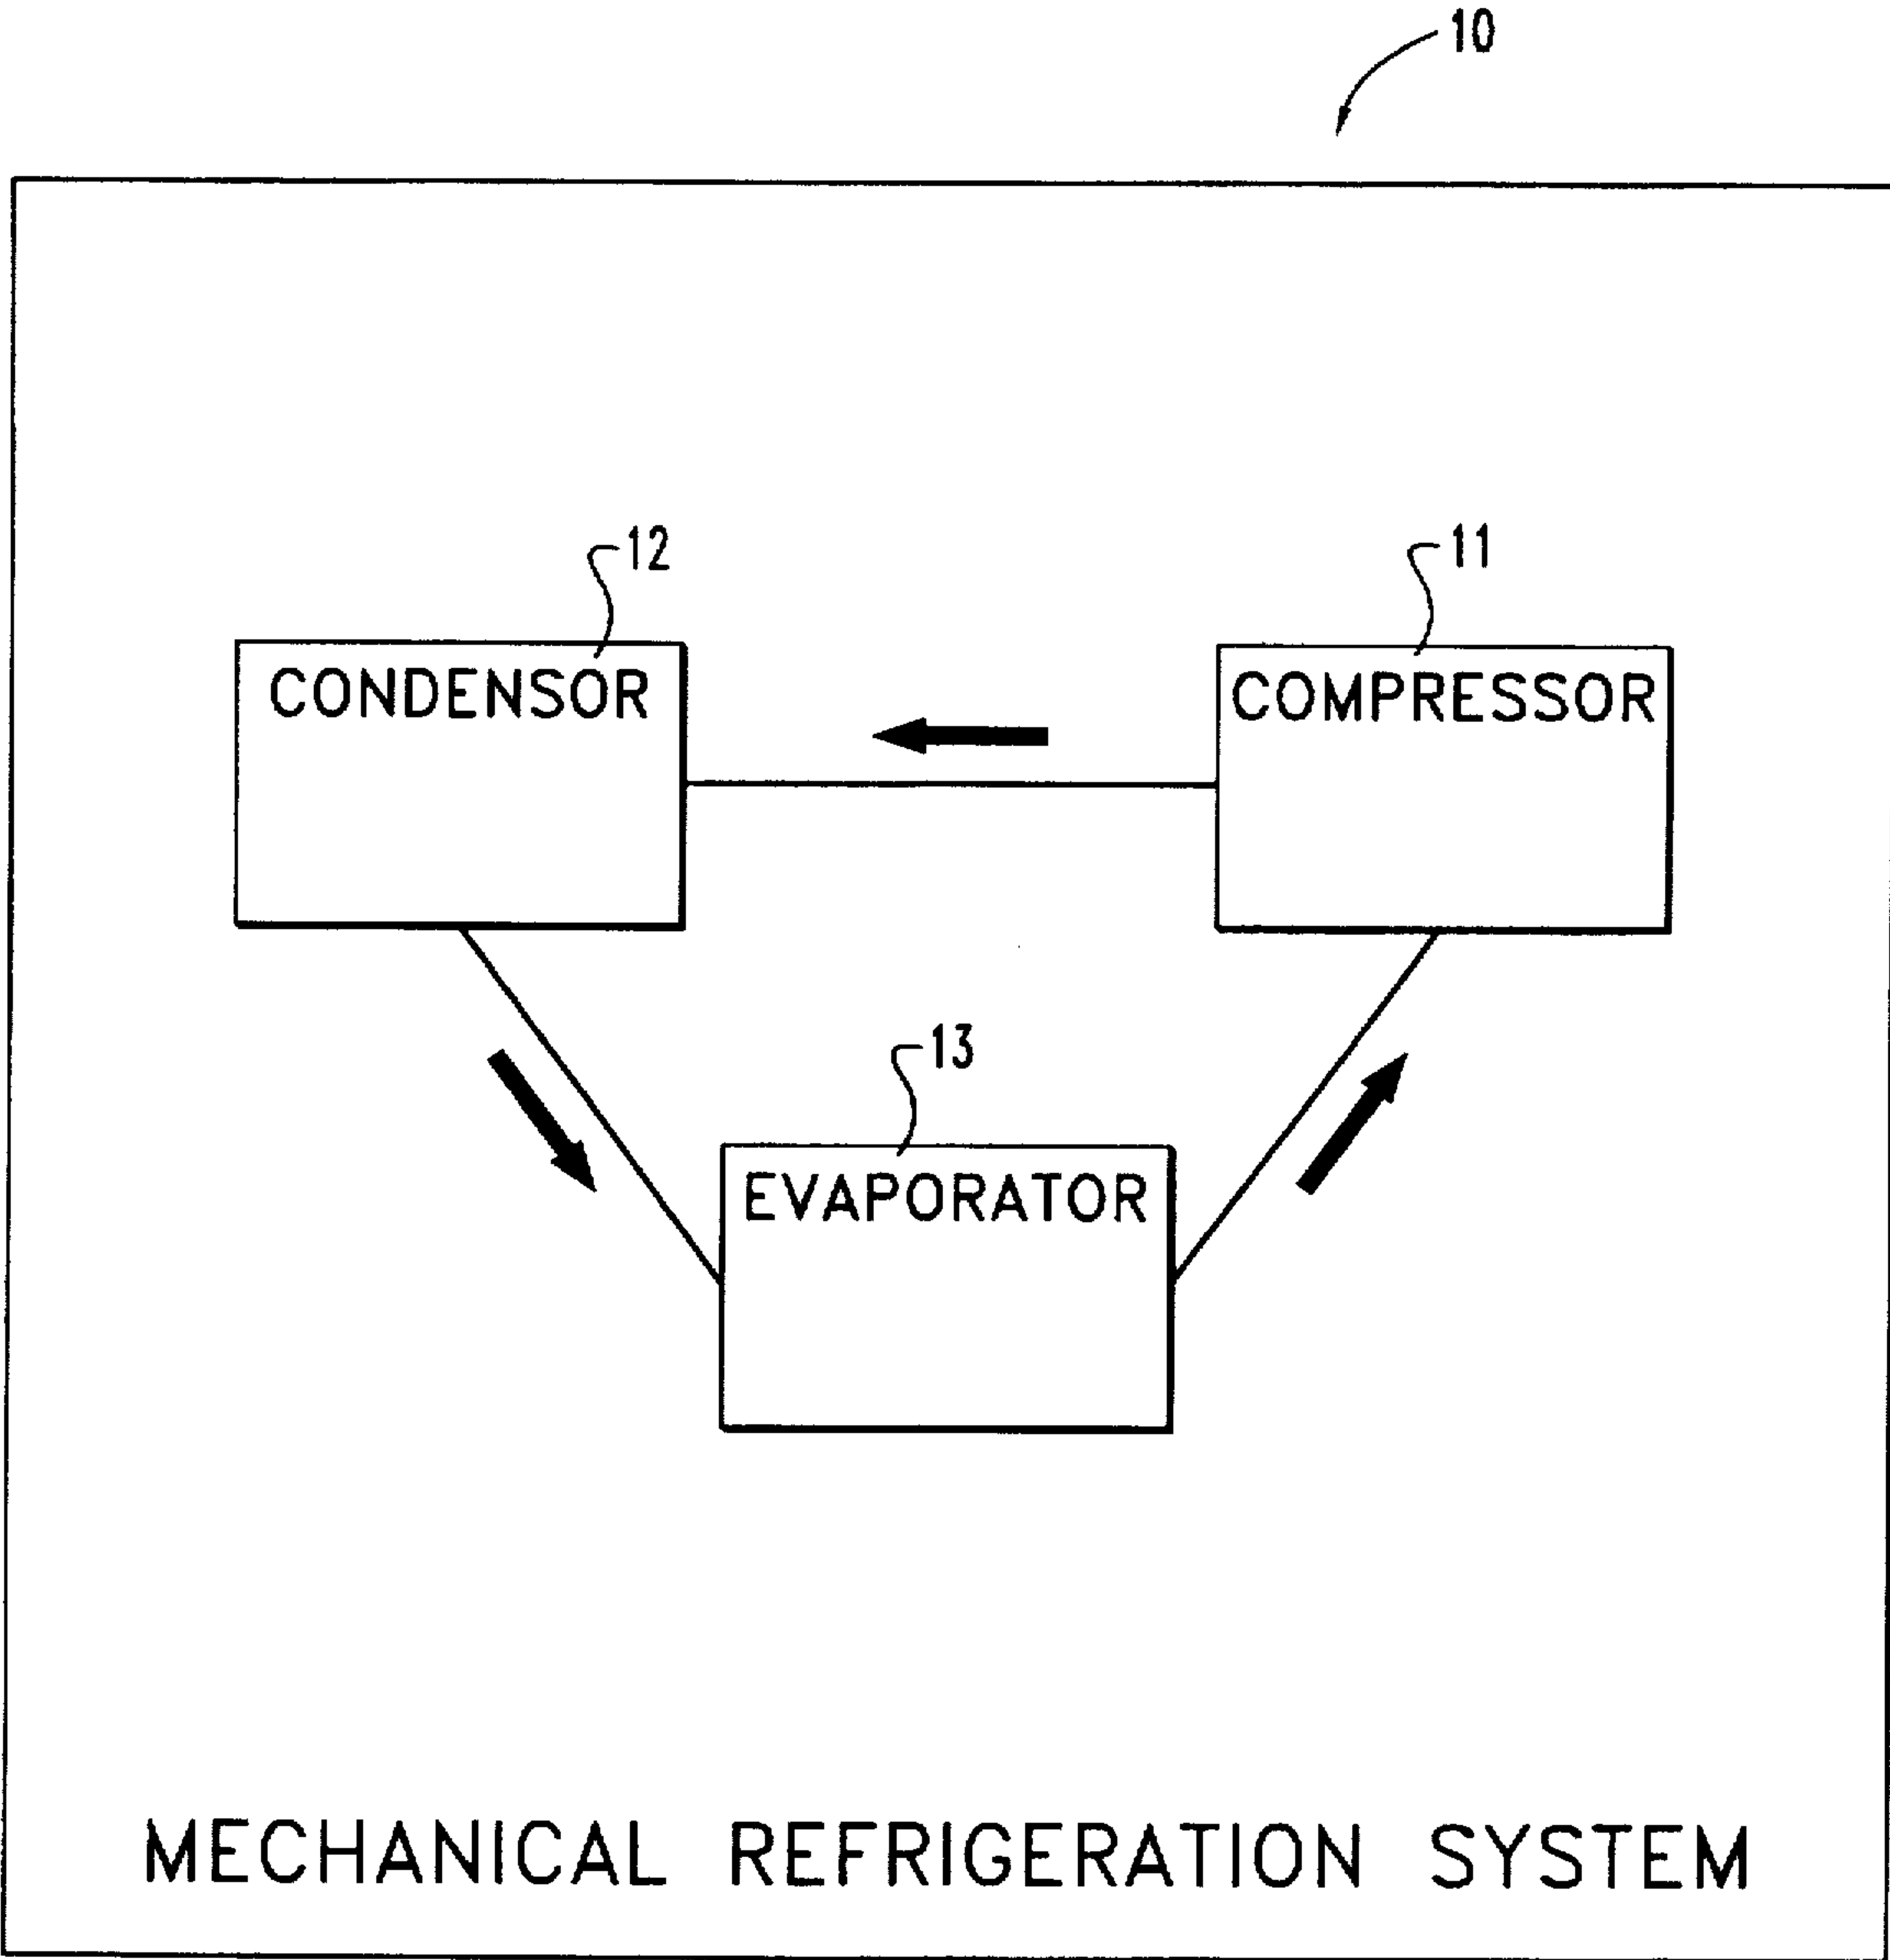 10
12
11
CONDENSOR
COMPRESSOR
13
EVAPORATOR
MECHANICAL REFRIGERATION SYSTEM